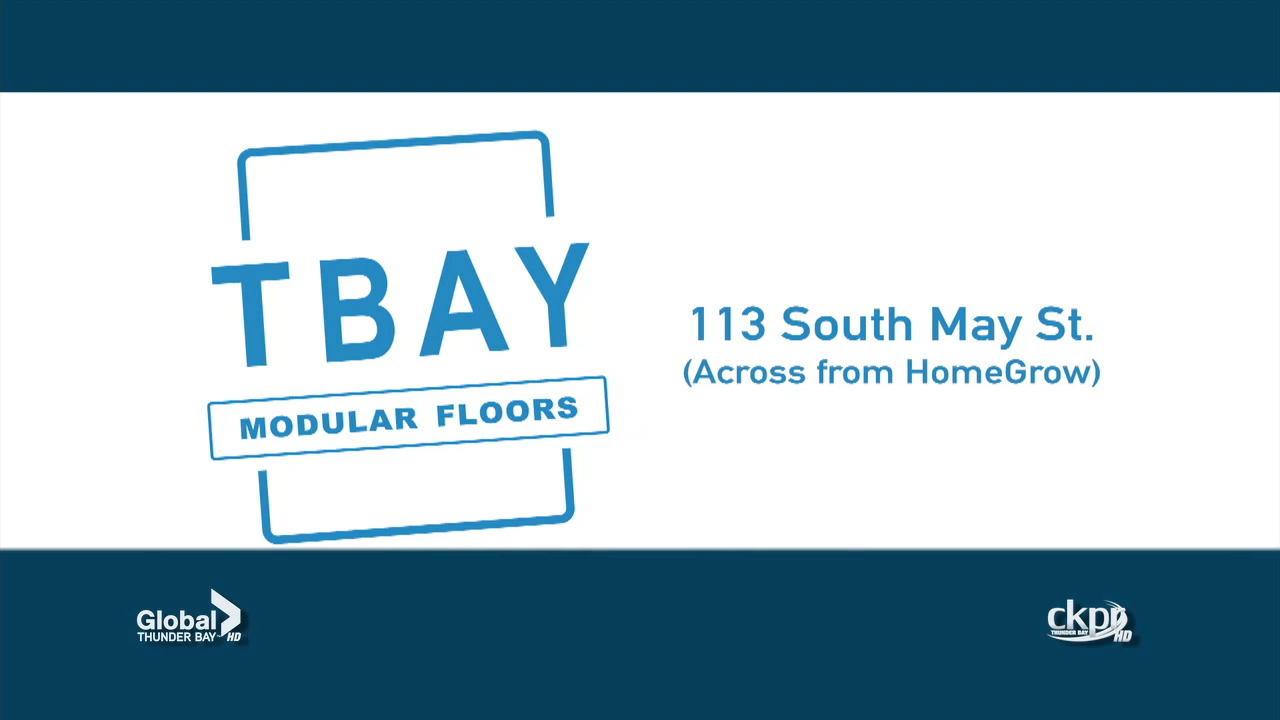 TBAY
MODULAR FLOORS
113 South May St.
(Across from HomeGrow)
Global
THUNDER BAY HD
ckpr
THUNDER BAY HD